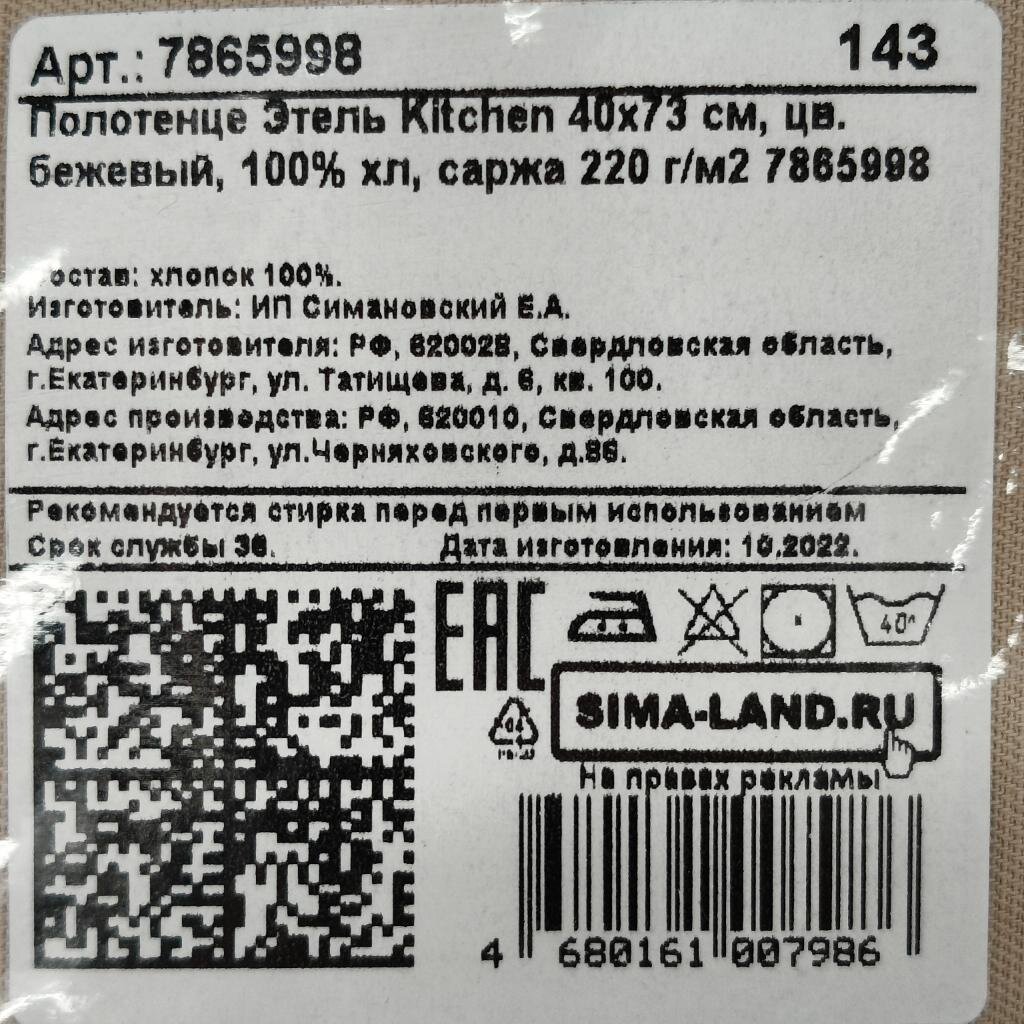 Арт.: 7865998
143
Полотенце Этель Kitchen 40х73 см, цв.
бежевый, 100% хл, саржа 220 г/м2 7865998
остав: хлопок 100%.
Изготовитель: ИП Симановский Е.А.
Адрес изготовителя: РФ, 620028, Свердловская область,
г.Екатеринбург, ул. Татищева, д. 6, кв. 100.
Адрес производства: РФ, 620010, Свердловская область,
г.Екатеринбург, ул.Черняховского, д.86.
Рекомендуется стирка перед первым использованием
Срок службы
Дата изготовления: 10.2022.
EAC
40°
04
SIMA-LAND.RU
На правах рекламы
4 680161 007986